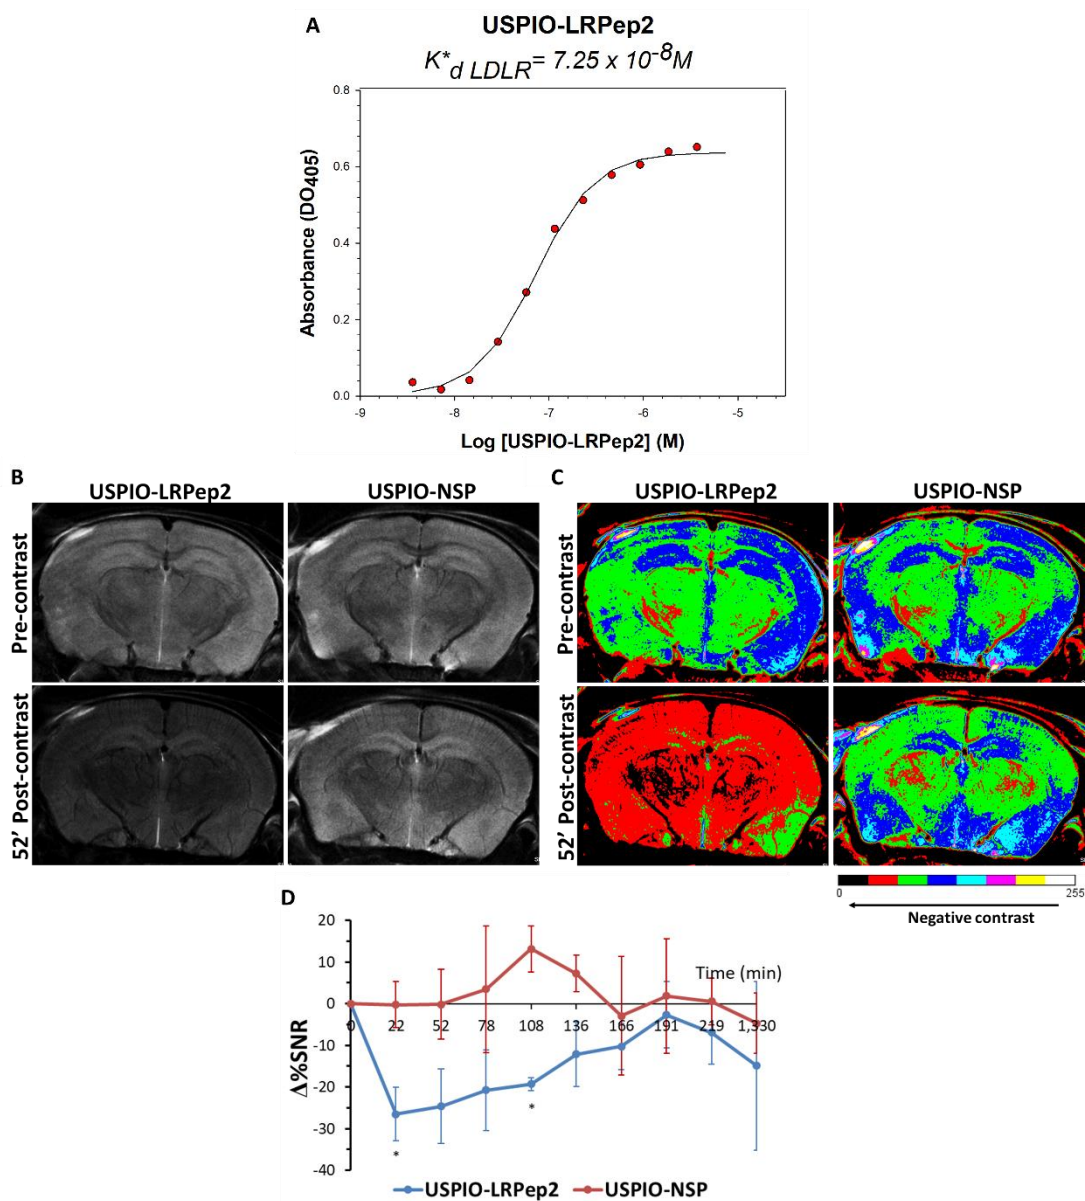 A
USPIO-LRPep2
K*d LDLR= 7.25 x 10-8M
0.8
0.6
0.4
0.2
0.0
Absorbance (DO405)
-9 -8 -7 -6 -5
Log [USPIO-LRPep2] (M)
B
USPIO-LRPep2 USPIO-NSP
Pre-contrast
52’ Post-contrast
C
USPIO-LRPep2 USPIO-NSP
Pre-contrast
52’ Post-contrast
0 255
Negative contrast
D
20
10
0
-10
-20
-30
-40
Δ%SNR
Time (min)
0 22 52 78 108 136 166 191 219 1,330
*
*
USPIO-LRPep2 USPIO-NSP